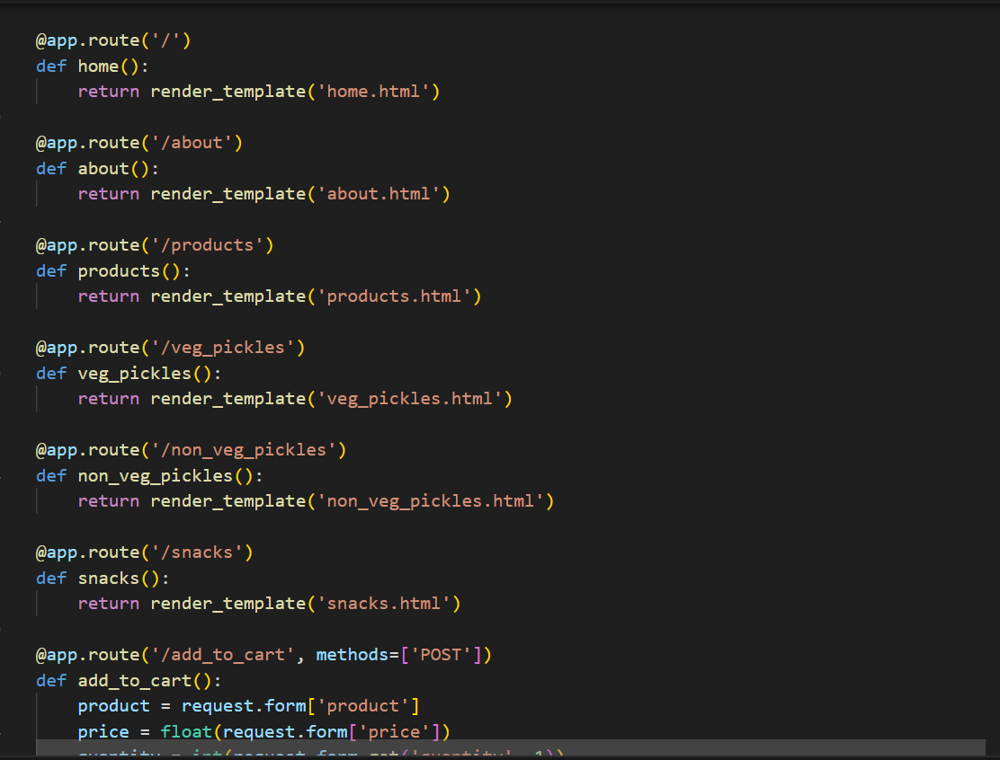 @app.route('/')
def home():
    return render_template('home.html')
@app.route('/about')
def about():
    return render_template('about.html')
@app.route('/products')
def products():
    return render_template('products.html')
@app.route('/veg_pickles')
def veg_pickles():
    return render_template('veg_pickles.html')
@app.route('/non_veg_pickles')
def non_veg_pickles():
    return render_template('non_veg_pickles.html')
@app.route('/snacks')
def snacks():
    return render_template('snacks.html')
@app.route('/add_to_cart', methods=['POST'])
def add_to_cart():
    product = request.form['product']
    price = float(request.form['price'])